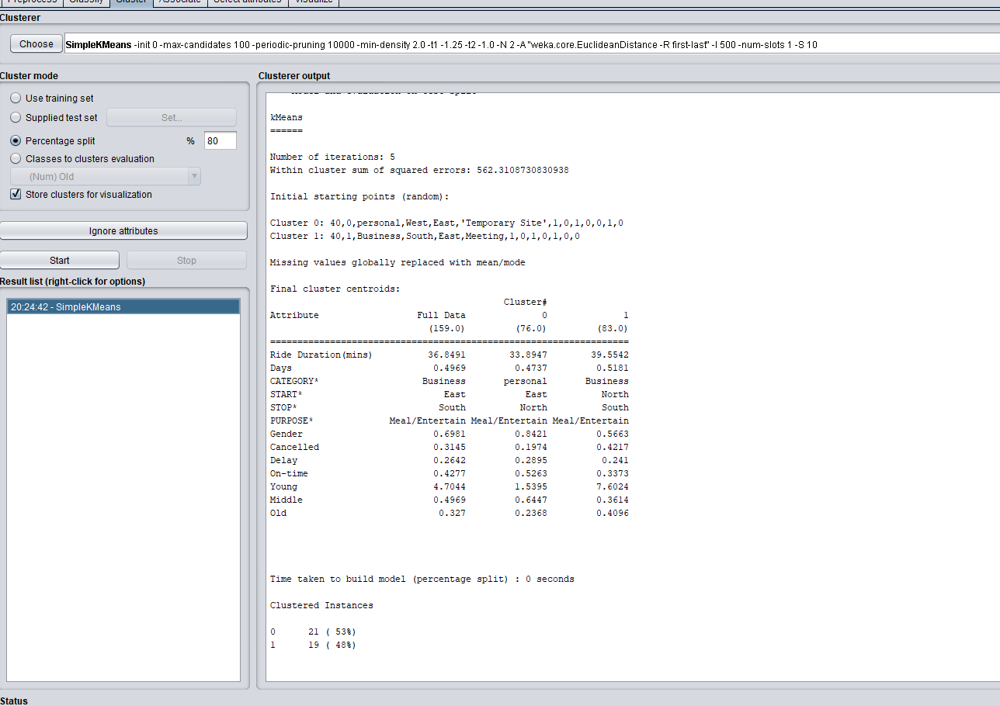 Preprocess Classify Cluster Associate Select attributes Visualize
Clusterer
Choose SimpleKMeans -init 0 -max-candidates 100 -periodic-pruning 10000 -min-density 2.0 -t1 -1.25 -t2 -1.0 -N 2 -A "weka.core.EuclideanDistance -R first-last" -I 500 -num-slots 1 -S 10
Cluster mode
Use training set
Supplied test set Set...
Percentage split % 80
Classes to clusters evaluation
(Num) Old
Store clusters for visualization
Ignore attributes
Start Stop
Result list (right-click for options)
20:24:42 - SimpleKMeans
Clusterer output
kMeans
======
Number of iterations: 5
Within cluster sum of squared errors: 562.3108730830938
Initial starting points (random):
Cluster 0: 40,0,personal,West,East,'Temporary Site',1,0,1,0,0,1,0
Cluster 1: 40,1,Business,South,East,Meeting,1,0,1,0,1,0,0
Missing values globally replaced with mean/mode
Final cluster centroids:
Cluster#
Attribute Full Data 0 1
(159.0) (76.0) (83.0)
==================================================================
Ride Duration(mins) 36.8491 33.8947 39.5542
Days 0.4969 0.4737 0.5181
CATEGORY* Business personal Business
START* East East North
STOP* South North South
PURPOSE* Meal/Entertain Meal/Entertain Meal/Entertain
Gender 0.6981 0.8421 0.5663
Cancelled 0.3145 0.1974 0.4217
Delay 0.2642 0.2895 0.241
On-time 0.4277 0.5263 0.3373
Young 4.7044 1.5395 7.6024
Middle 0.4969 0.6447 0.3614
Old 0.327 0.2368 0.4096
Time taken to build model (percentage split) : 0 seconds
Clustered Instances
0 21 ( 53%)
1 19 ( 48%)
Status